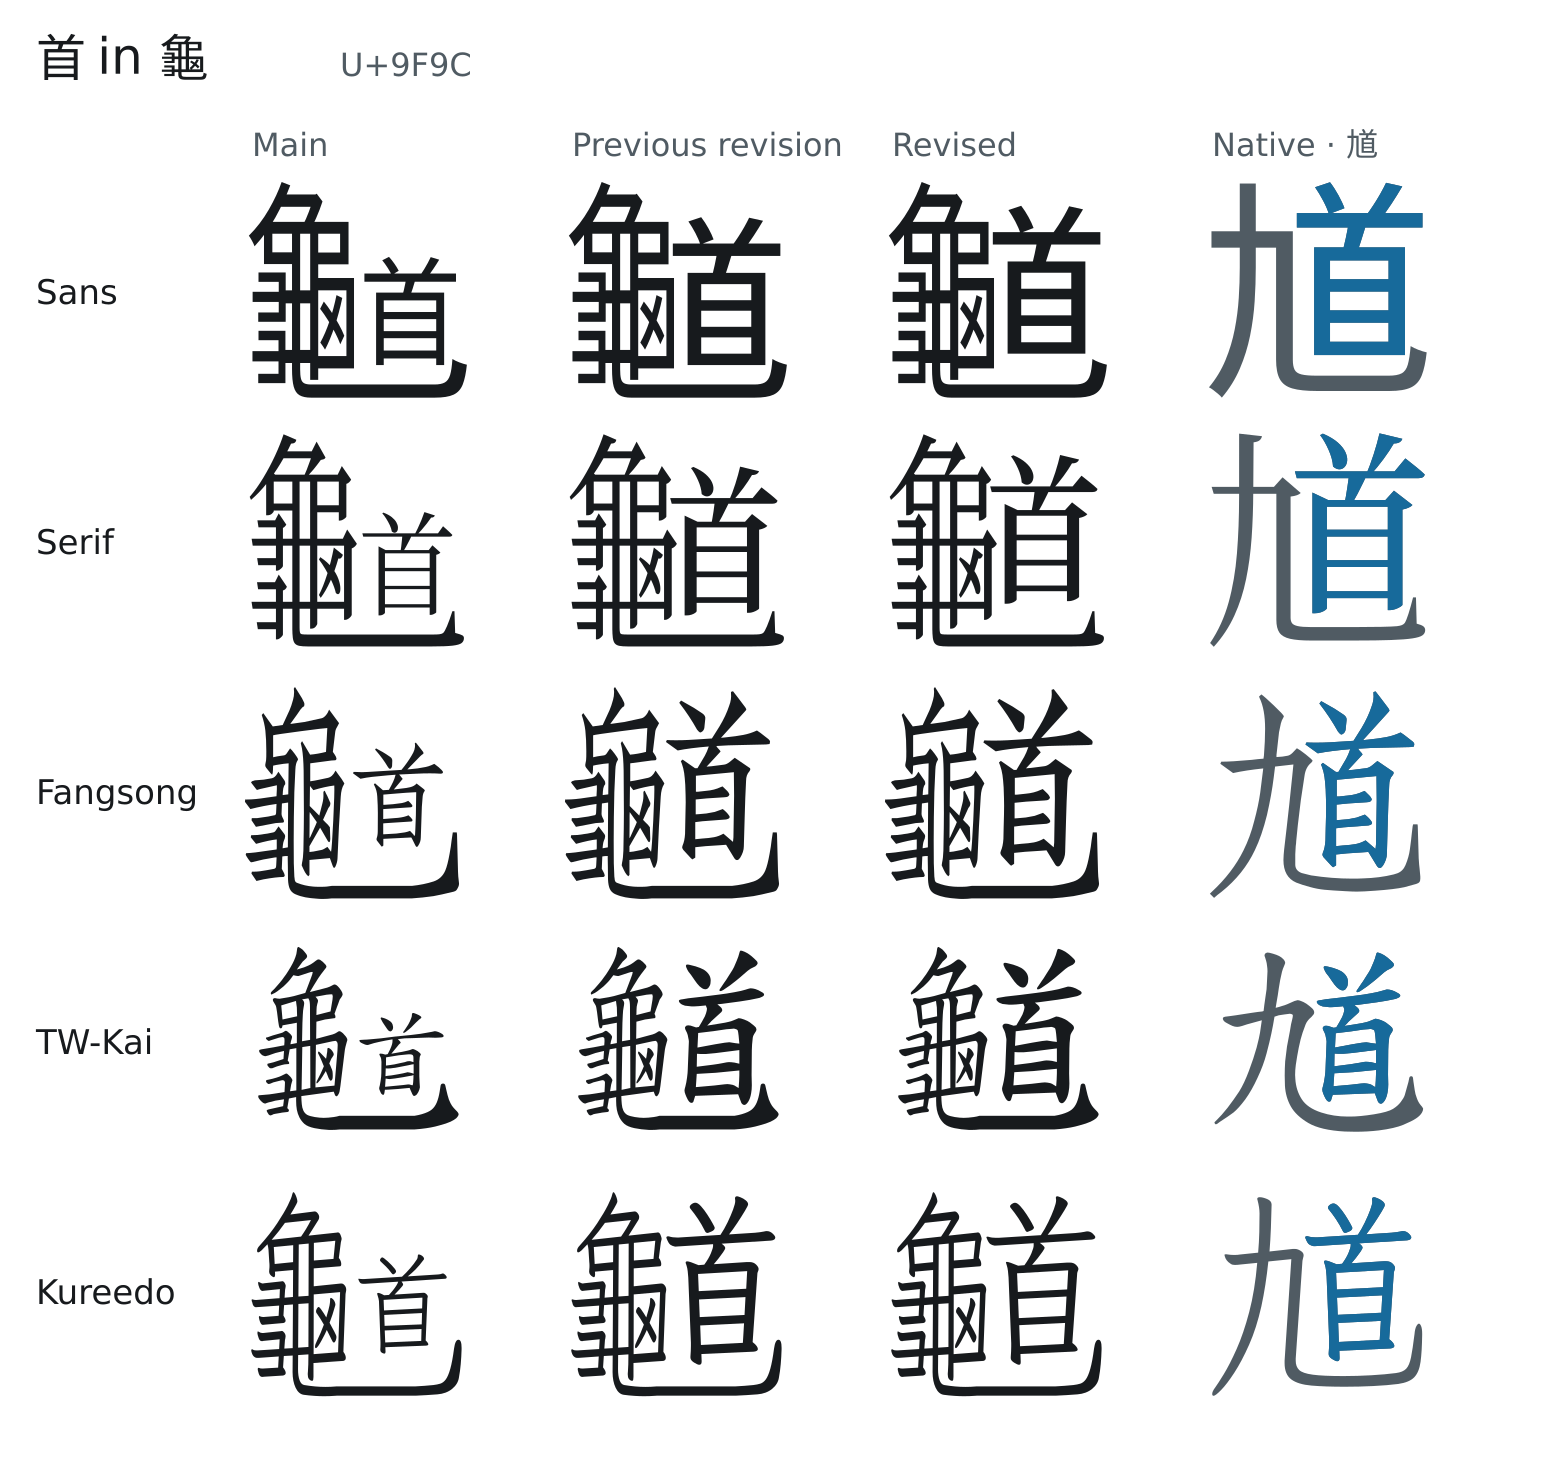 首 in 龜 U+9F9C
Main Previous revision Revised Native · 馗
Sans
Serif
Fangsong
TW-Kai
Kureedo